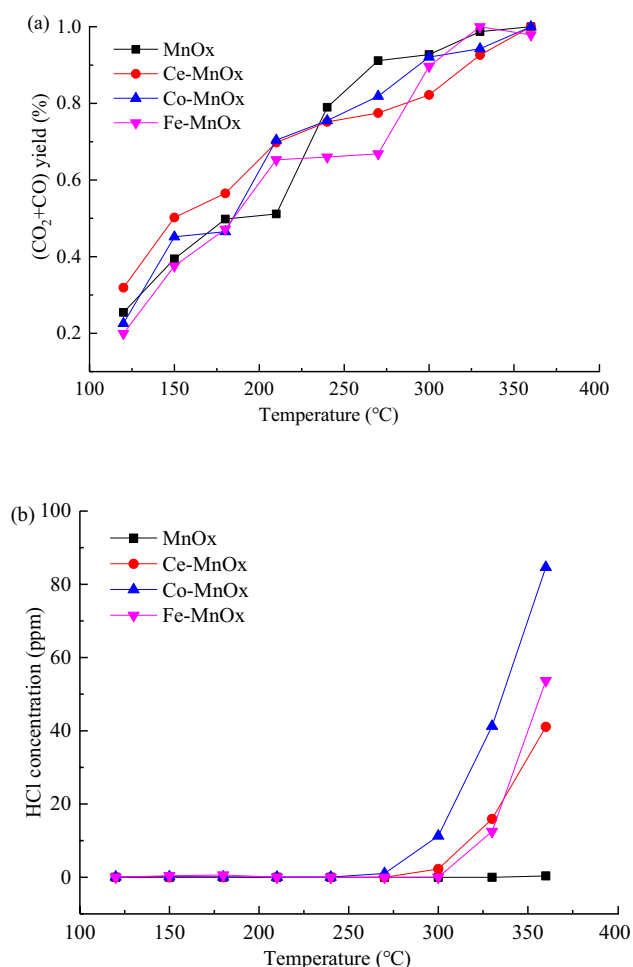 (a)
1.0
0.8
0.6
0.4
0.2
(CO₂+CO) yield (%)
MnOx
Ce-MnOx
Co-MnOx
Fe-MnOx
100 150 200 250 300 350 400
Temperature (℃)
(b)
100
80
60
40
20
0
HCl concentration (ppm)
MnOx
Ce-MnOx
Co-MnOx
Fe-MnOx
100 150 200 250 300 350 400
Temperature (℃)